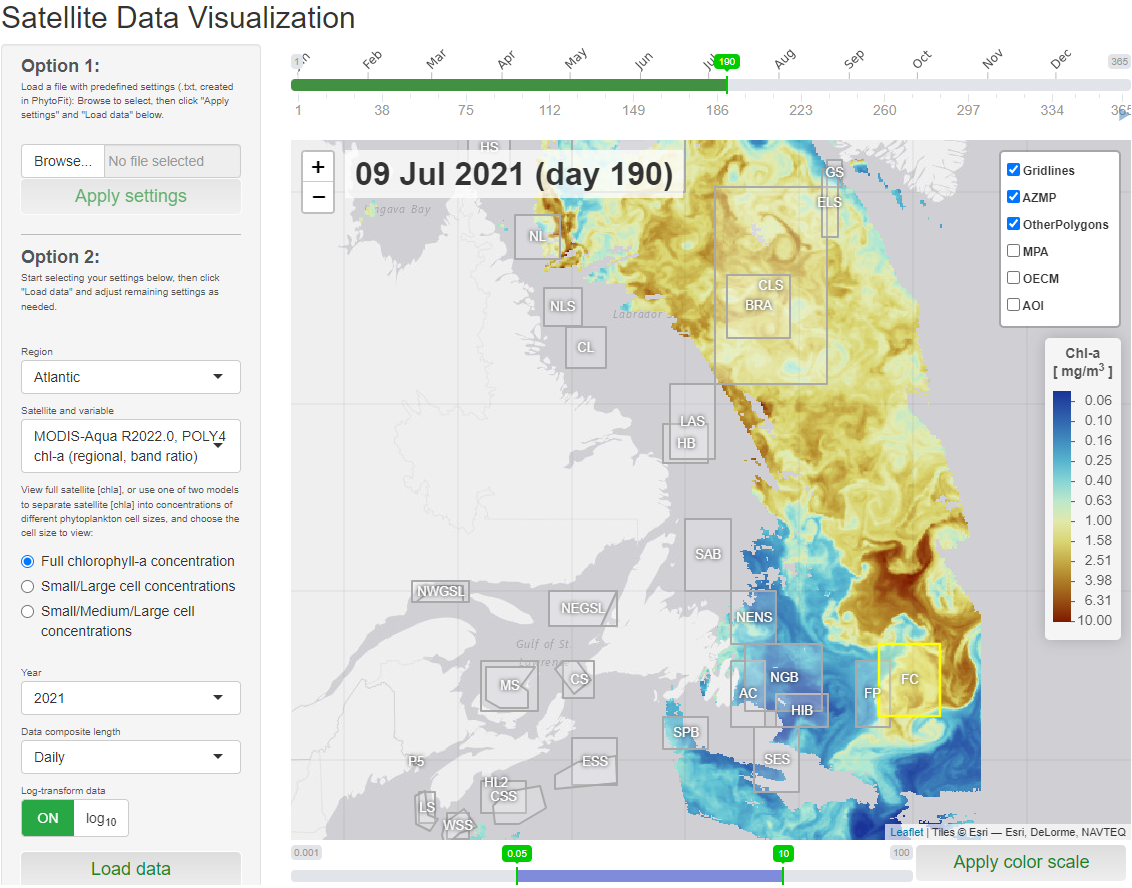 Satellite Data Visualization
Option 1:
Load a file with predefined settings (.txt, created
in PhytoFit): Browse to select, then click "Apply
settings" and "Load data" below.
Browse... No file selected
Apply settings
Option 2:
Start selecting your settings below, then click
"Load data" and adjust remaining settings as
needed.
Region
Atlantic
Satellite and variable
MODIS-Aqua R2022.0, POLY4
chl-a (regional, band ratio)
View full satellite [chla], or use one of two models
to separate satellite [chla] into concentrations of
different phytoplankton cell sizes, and choose the
cell size to view:
Full chlorophyll-a concentration
Small/Large cell concentrations
Small/Medium/Large cell
concentrations
Year
2021
Data composite length
Daily
Log-transform data
ON log10
Load data
Feb Mar Apr May Jun Aug Sep Oct Nov Dec
190 365
1 38 75 112 149 186 223 260 297 334 365
+
−
09 Jul 2021 (day 190)
Gridlines
AZMP
OtherPolygons
MPA
OECM
AOI
Chl-a
[ mg/m3 ]
0.06
0.10
0.16
0.25
0.40
0.63
1.00
1.58
2.51
3.98
6.31
10.00
HS
GS
ELS
NL
CLS
BRA
NLS
CL
LAS
HB
SAB
NWGSL
NEGSL
NENS
Gulf of St.
MS
CS
AC
NGB
FP
FC
HIB
SPB
P5
ESS
SES
HL2
CSS
LS
WSS
Leaflet | Tiles © Esri — Esri, DeLorme, NAVTEQ
0.001 0.05 10 100
Apply color scale